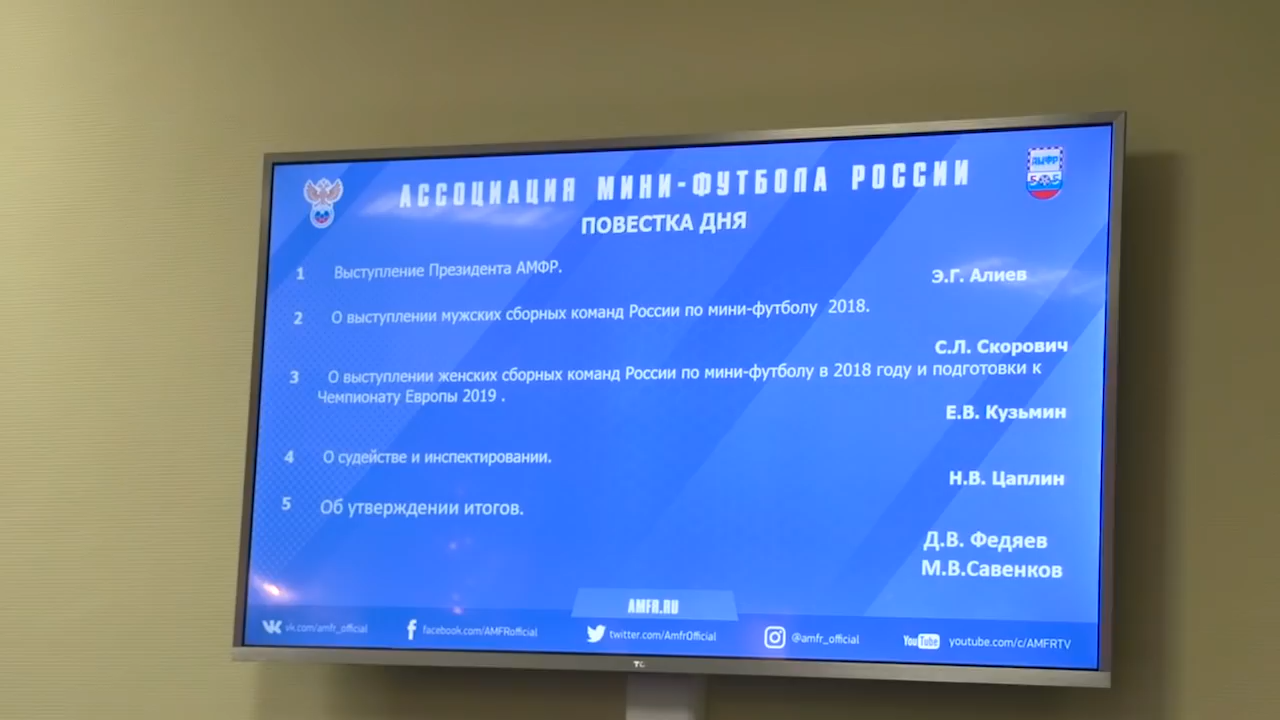 АССОЦИАЦИЯ МИНИ-ФУТБОЛА РОССИИ
АМФР
5 5
ПОВЕСТКА ДНЯ
1 Выступление Президента АМФР.
Э.Г. Алиев
2 О выступлении мужских сборных команд России по мини-футболу 2018.
С.Л. Скорович
3 О выступлении женских сборных команд России по мини-футболу в 2018 году и подготовки к
Чемпионату Европы 2019 .
Е.В. Кузьмин
4 О судействе и инспектировании.
Н.В. Цаплин
5 Об утверждении итогов.
Д.В. Федяев
М.В.Савенков
AMFR.RU
vk.com/amfr_official facebook.com/AMFRofficial twitter.com/AmfrOfficial @amfr_official YouTube youtube.com/c/AMFRTV